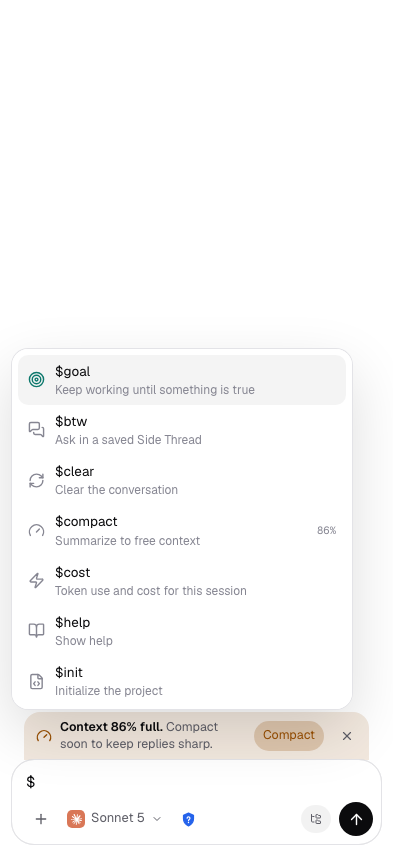 $goal
Keep working until something is true
$btw
Ask in a saved Side Thread
$clear
Clear the conversation
$compact
Summarize to free context
86%
$cost
Token use and cost for this session
$help
Show help
$init
Initialize the project
Context 86% full. Compact
soon to keep replies sharp.
Compact
$
Sonnet 5